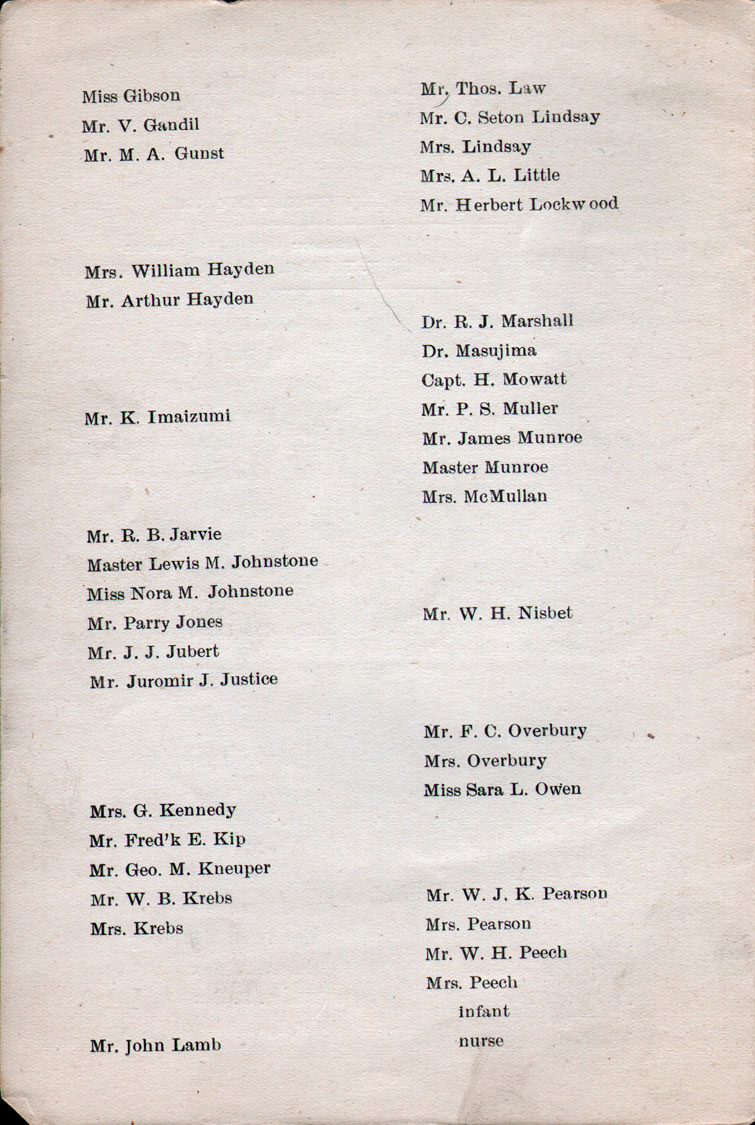 Miss Gibson
Mr. V. Gandil
Mr. M. A. Gunst
Mrs. William Hayden
Mr. Arthur Hayden
Mr. K. Imaizumi
Mr. R. B. Jarvie
Master Lewis M. Johnstone
Miss Nora M. Johnstone
Mr. Parry Jones
Mr. J. J. Jubert
Mr. Juromir J. Justice
Mrs. G. Kennedy
Mr. Fred'k E. Kip
Mr. Geo. M. Kneuper
Mr. W. B. Krebs
Mrs. Krebs
Mr. John Lamb
Mr. Thos. Law
Mr. C. Seton Lindsay
Mrs. Lindsay
Mrs. A. L. Little
Mr. Herbert Lockwood
Dr. R. J. Marshall
Dr. Masujima
Capt. H. Mowatt
Mr. P. S. Muller
Mr. James Munroe
Master Munroe
Mrs. McMullan
Mr. W. H. Nisbet
Mr. F. C. Overbury
Mrs. Overbury
Miss Sara L. Owen
Mr. W. J. K. Pearson
Mrs. Pearson
Mr. W. H. Peech
Mrs. Peech
infant
nurse